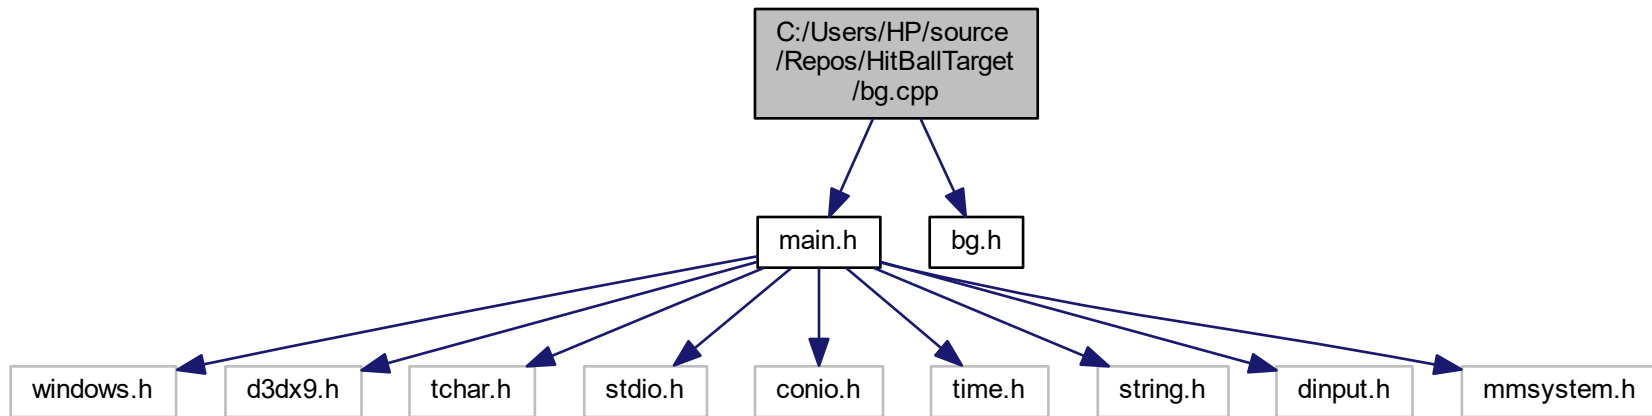 C:/Users/HP/source
/Repos/HitBallTarget
/bg.cpp
main.h
bg.h
windows.h
d3dx9.h
tchar.h
stdio.h
conio.h
time.h
string.h
dinput.h
mmsystem.h